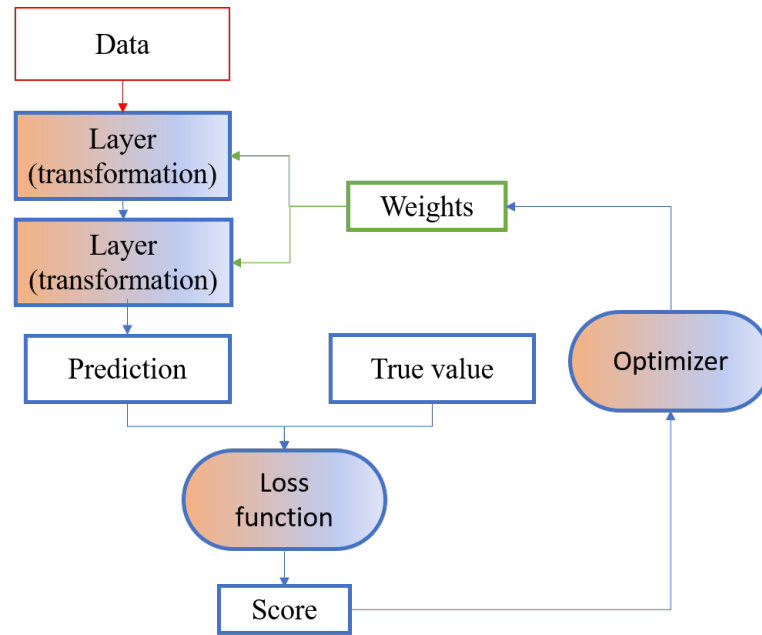 Data
Layer
(transformation)
Weights
Layer
(transformation)
Prediction
True value
Optimizer
Loss
function
Score